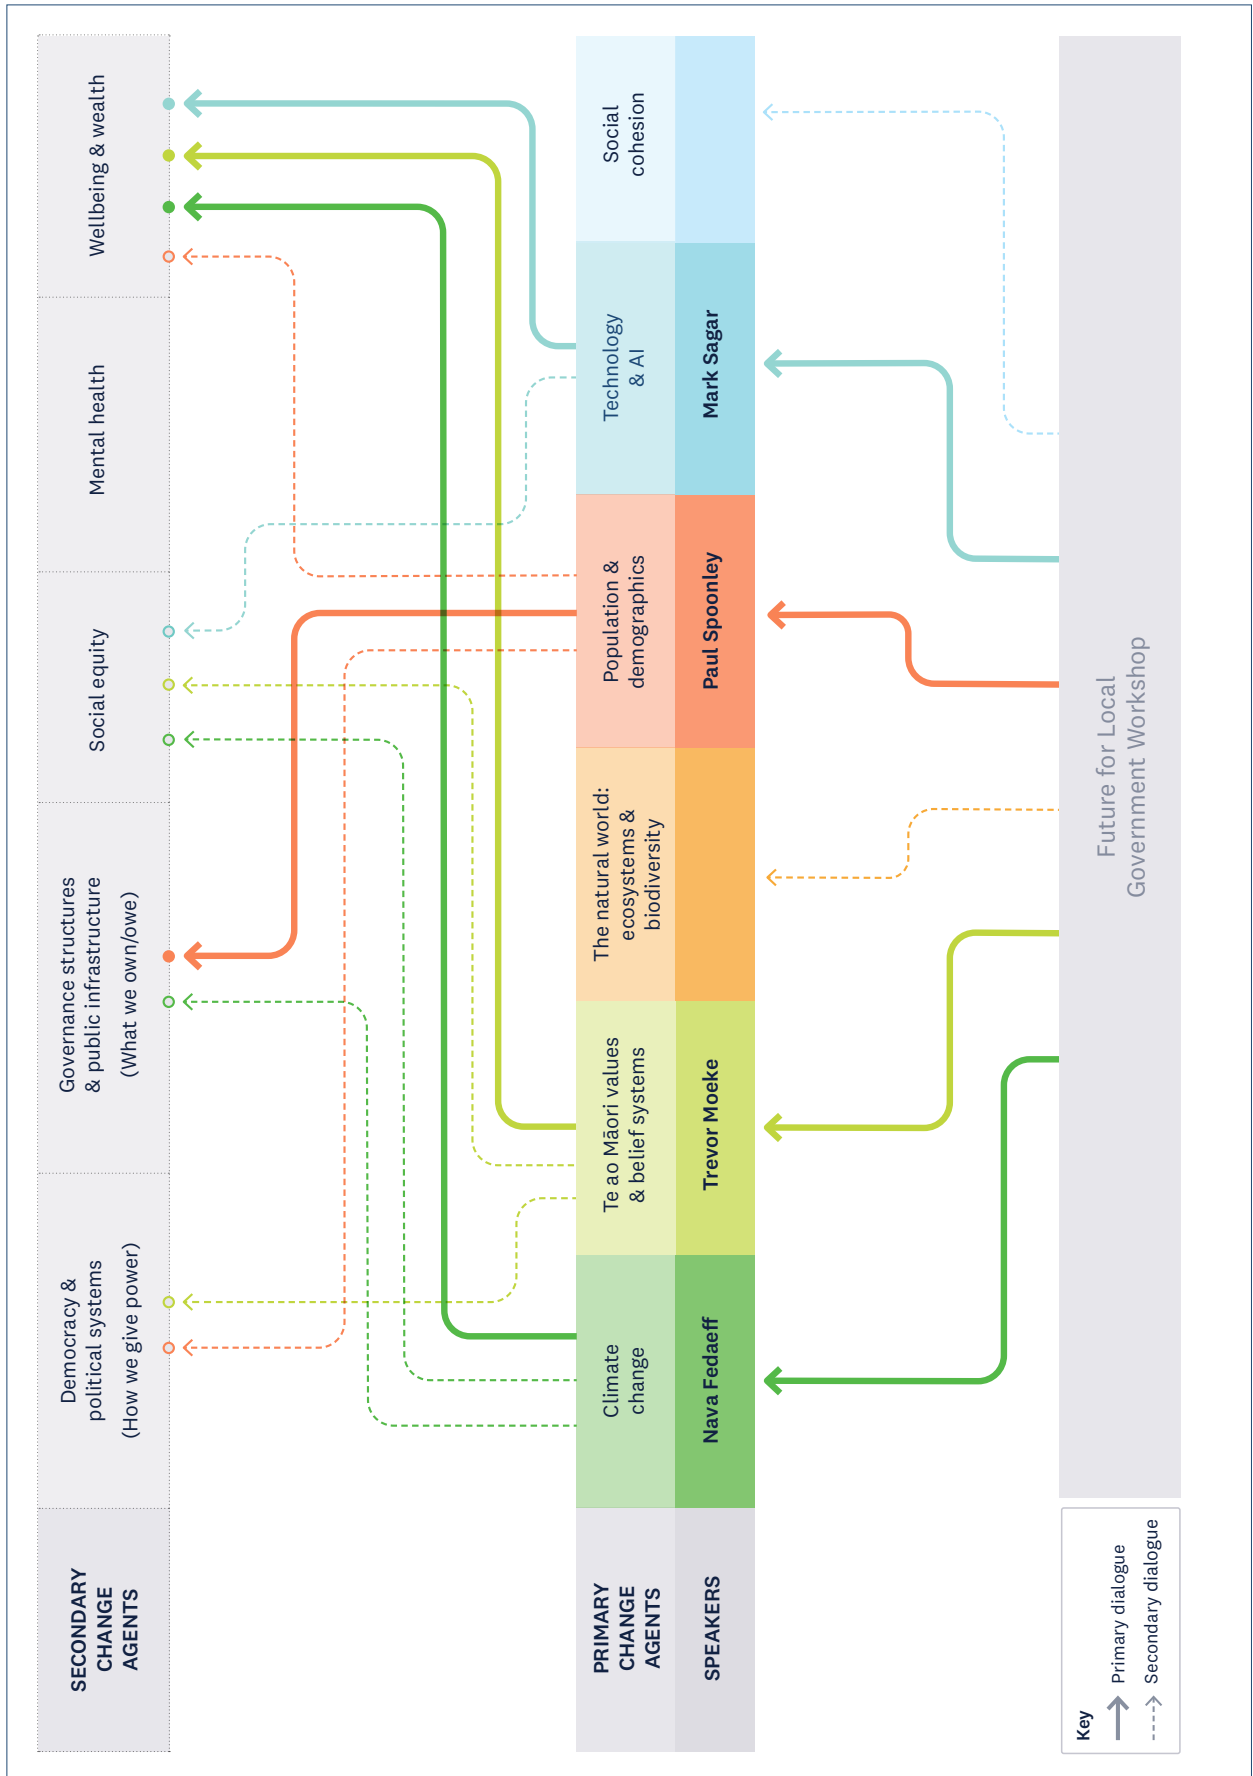 SECONDARY
CHANGE
AGENTS
Democracy &
political systems
(How we give power)
Governance structures
& public infrastructure
(What we own/owe)
Social equity
Mental health
Wellbeing & wealth
PRIMARY
CHANGE
AGENTS
Climate
change
Te ao Māori values
& belief systems
The natural world:
ecosystems &
biodiversity
Population &
demographics
Technology
& AI
Social
cohesion
SPEAKERS
Nava Fedaeff
Trevor Moeke
Paul Spoonley
Mark Sagar
Key
Primary dialogue
Secondary dialogue
Future for Local
Government Workshop